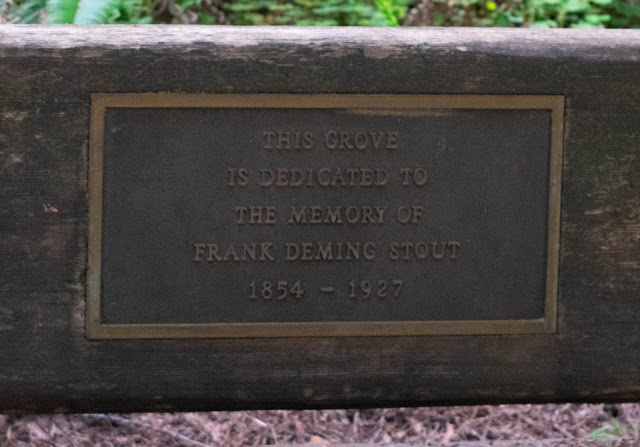 THIS GROVE
IS DEDICATED TO
THE MEMORY OF
FRANK DEMING STOUT
1854 - 1927